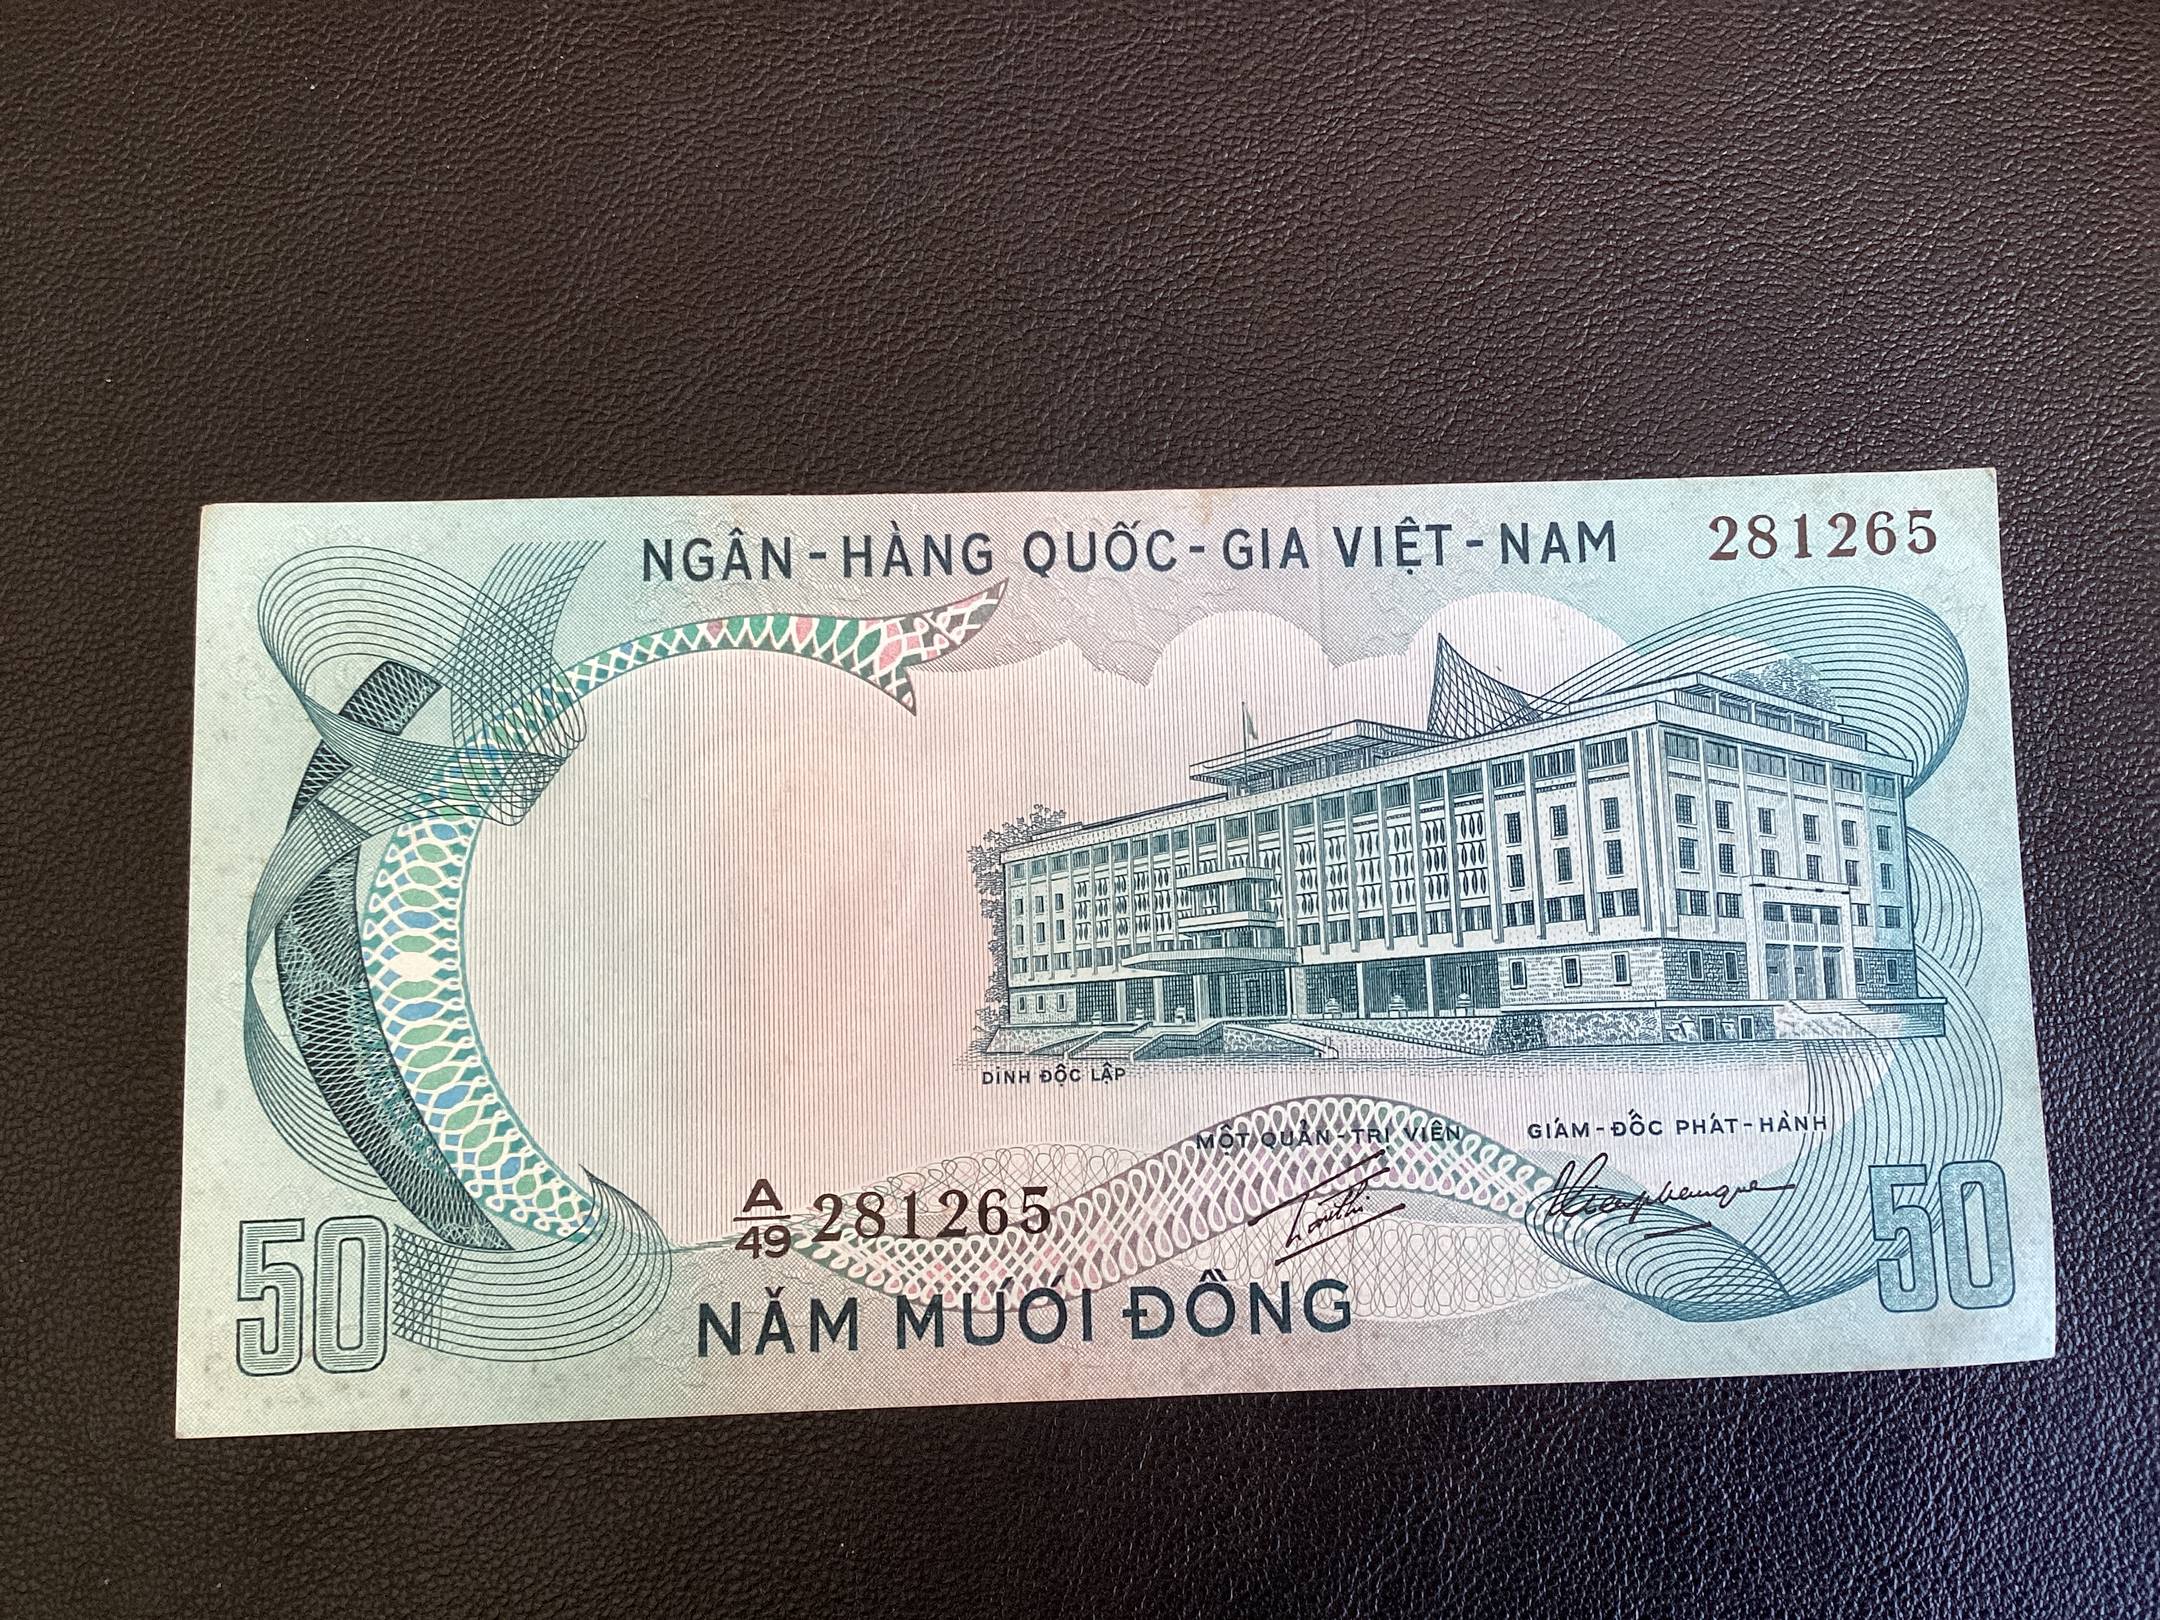 NGÂN-HÀNG QUỐC-GIA VIỆT-NAM
281265
DINH ĐỘC LẬP
MỘT QUẢN-TRỊ VIÊN
GIÁM-ĐỐC PHÁT-HÀNH
A/49 281265
50
50
NĂM MƯƠI ĐỒNG